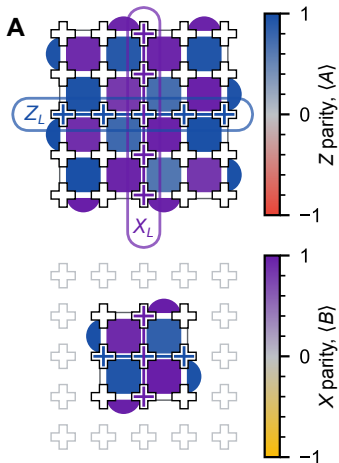 A
Z_L
X_L
1
0
−1
Z parity, ⟨A⟩
1
0
−1
X parity, ⟨B⟩